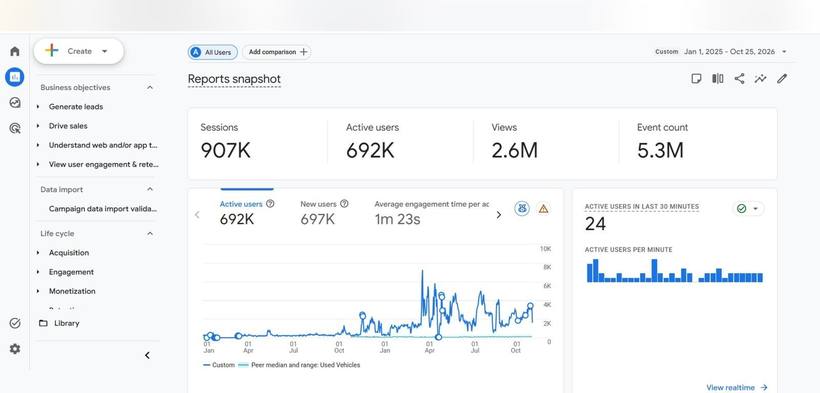 Create
A All Users
Add comparison
Custom Jan 1, 2025 - Oct 25, 2026
Reports snapshot
Business objectives
Generate leads
Drive sales
Understand web and/or app t...
View user engagement & rete...
Data import
Campaign data import valida...
Life cycle
Acquisition
Engagement
Monetization
Library
Sessions
907K
Active users
692K
Views
2.6M
Event count
5.3M
Active users
692K
New users
697K
Average engagement time per ac
1m 23s
10K
8K
6K
4K
2K
0
01 Jan
01 Apr
01 Jul
01 Oct
01 Jan
01 Apr
01 Jul
01 Oct
Custom
Peer median and range: Used Vehicles
ACTIVE USERS IN LAST 30 MINUTES
24
ACTIVE USERS PER MINUTE
View realtime